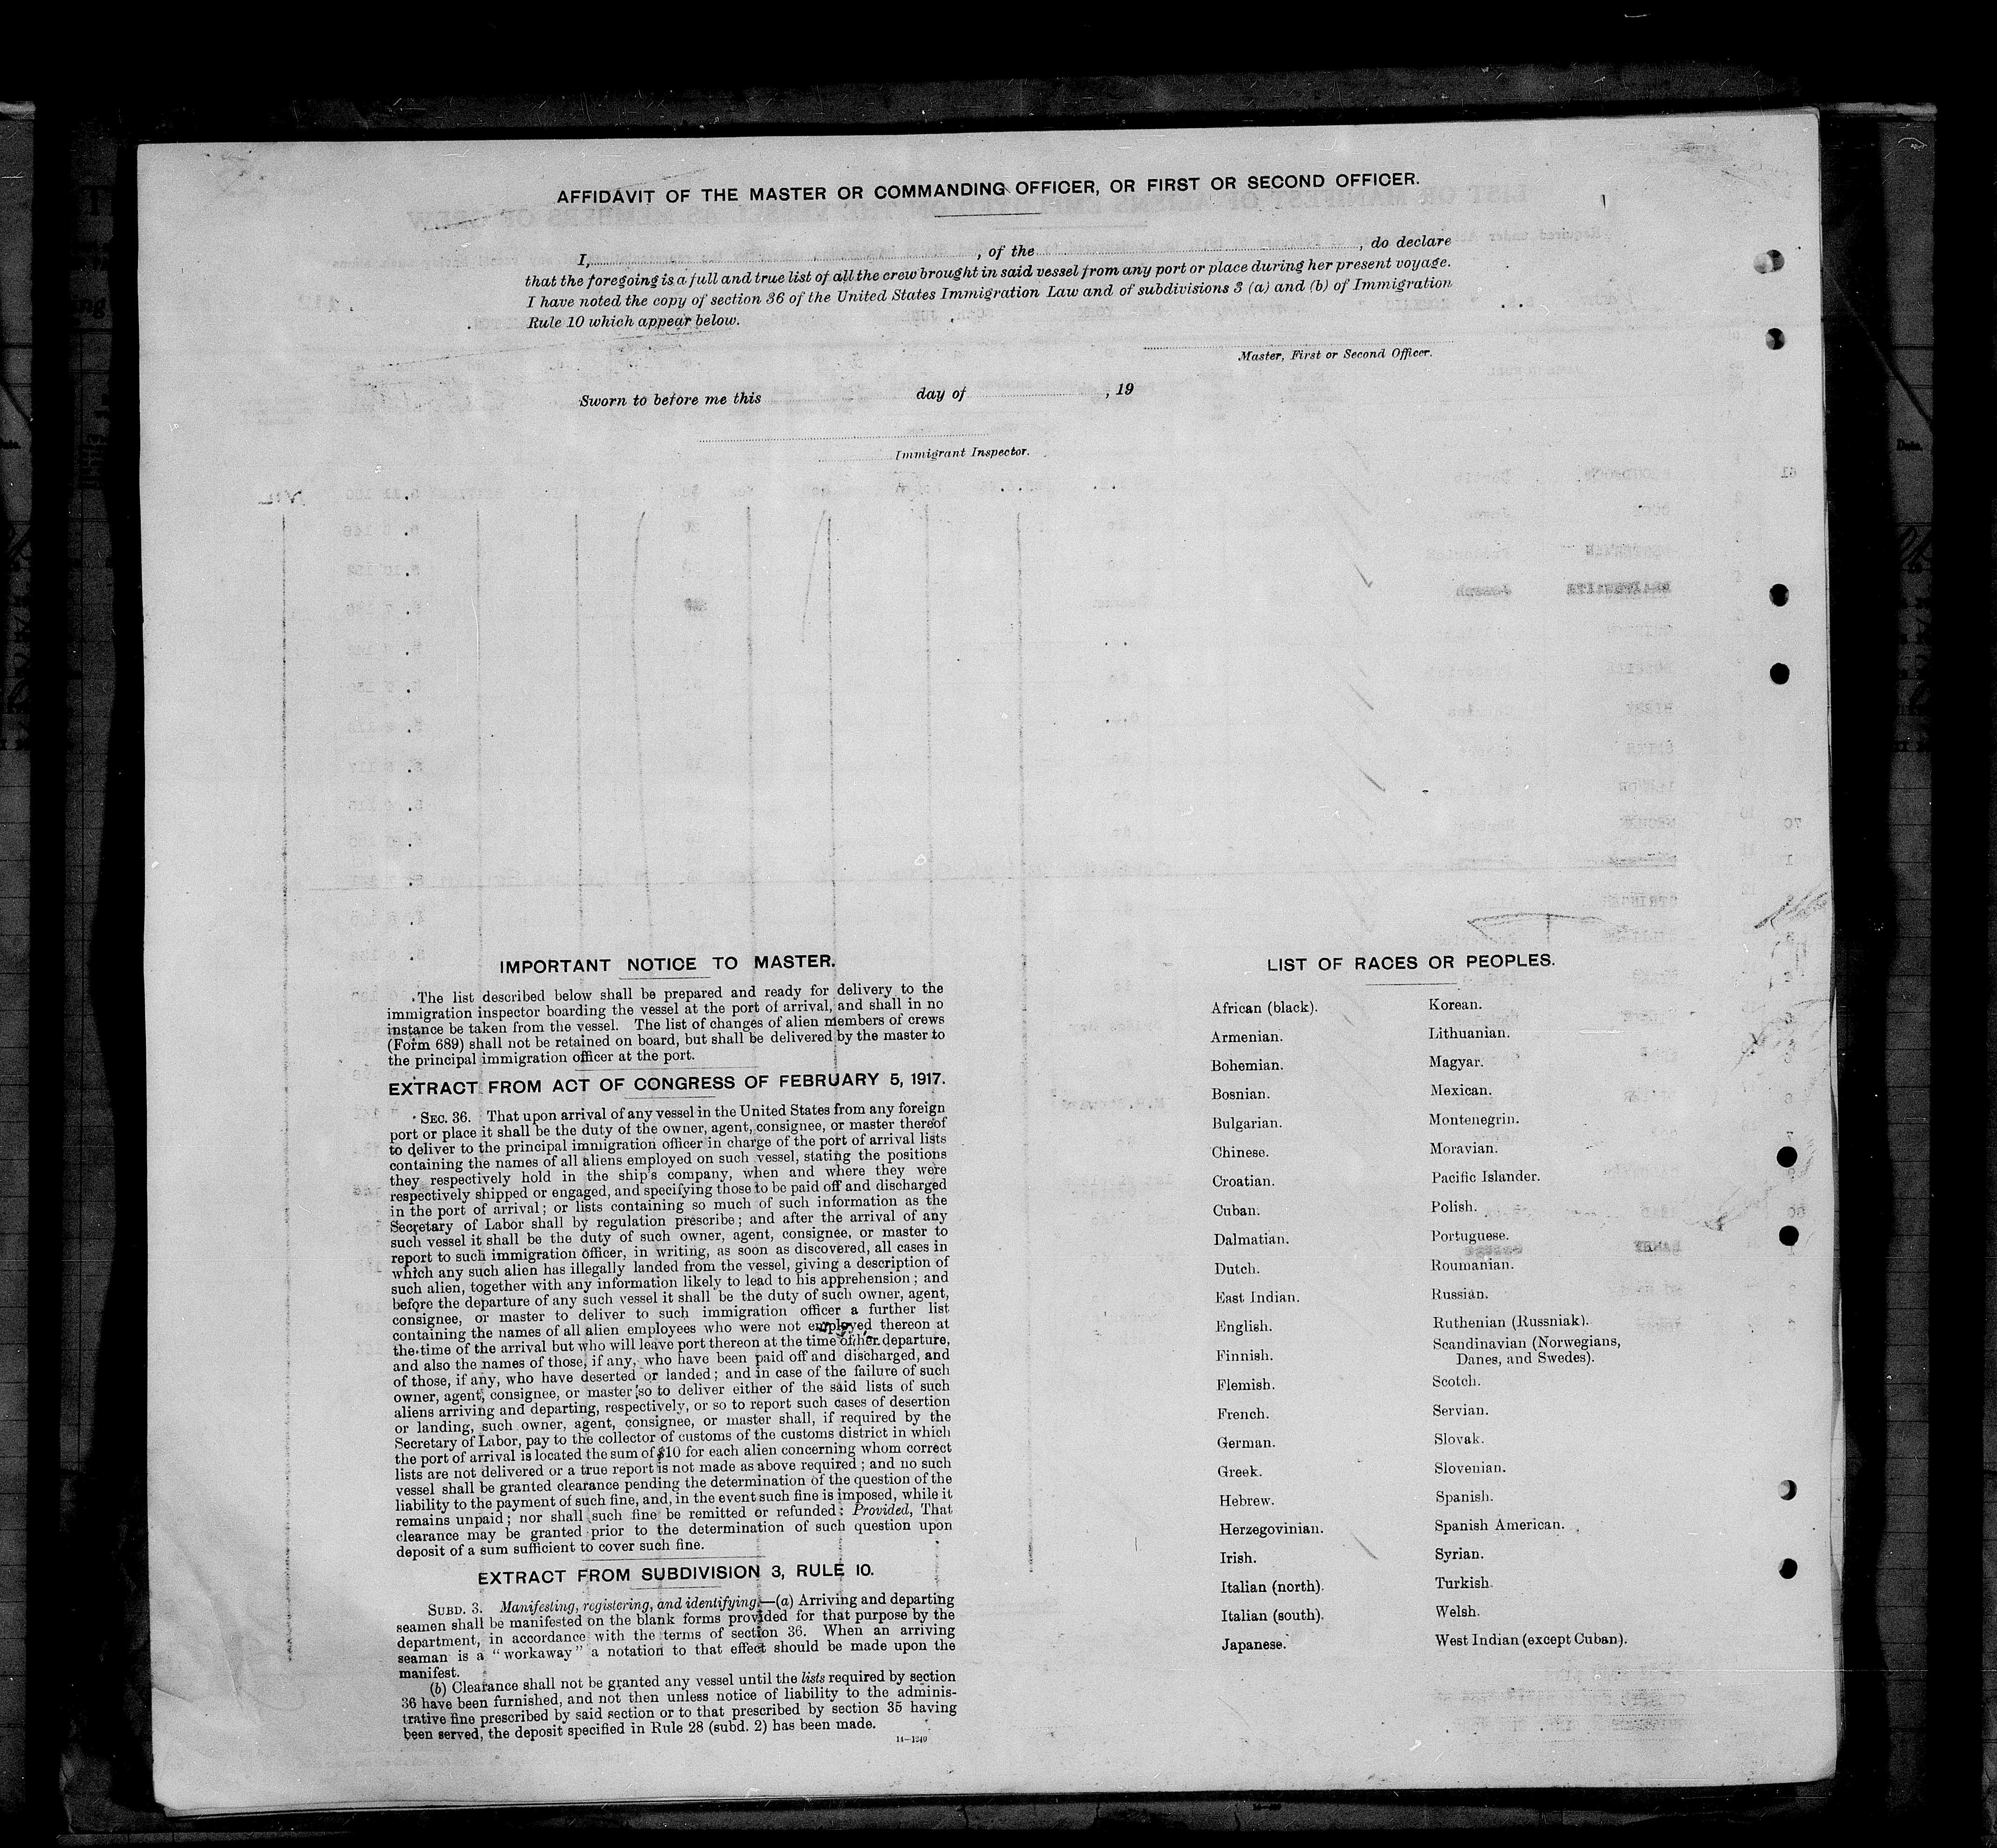 AFFIDAVIT OF THE MASTER OR COMMANDING OFFICER, OR FIRST OR SECOND OFFICER.
I, , of the , do declare
that the foregoing is a full and true list of all the crew brought in said vessel from any port or place during her present voyage.
I have noted the copy of section 36 of the United States Immigration Law and of subdivisions 3 (a) and (b) of Immigration
Rule 10 which appear below.
Master, First or Second Officer.
Sworn to before me this day of , 19
Immigrant Inspector.
IMPORTANT NOTICE TO MASTER.
The list described below shall be prepared and ready for delivery to the
immigration inspector boarding the vessel at the port of arrival, and shall in no
instance be taken from the vessel. The list of changes of alien members of crews
(Form 689) shall not be retained on board, but shall be delivered by the master to
the principal immigration officer at the port.
EXTRACT FROM ACT OF CONGRESS OF FEBRUARY 5, 1917.
SEC. 36. That upon arrival of any vessel in the United States from any foreign
port or place it shall be the duty of the owner, agent, consignee, or master thereof
to deliver to the principal immigration officer in charge of the port of arrival lists
containing the names of all aliens employed on such vessel, stating the positions
they respectively hold in the ship's company, when and where they were
respectively shipped or engaged, and specifying those to be paid off and discharged
in the port of arrival; or lists containing so much of such information as the
Secretary of Labor shall by regulation prescribe; and after the arrival of any
such vessel it shall be the duty of such owner, agent, consignee, or master to
report to such immigration officer, in writing, as soon as discovered, all cases in
which any such alien has illegally landed from the vessel, giving a description of
such alien, together with any information likely to lead to his apprehension; and
before the departure of any such vessel it shall be the duty of such owner, agent,
consignee, or master to deliver to such immigration officer a further list
containing the names of all alien employees who were not employed thereon at
the time of the arrival but who will leave port thereon at the time of her departure,
and also the names of those, if any, who have been paid off and discharged, and
of those, if any, who have deserted or landed; and in case of the failure of such
owner, agent, consignee, or master so to deliver either of the said lists of such
aliens arriving and departing, respectively, or so to report such cases of desertion
or landing, such owner, agent, consignee, or master shall, if required by the
Secretary of Labor, pay to the collector of customs of the customs district in which
the port of arrival is located the sum of $10 for each alien concerning whom correct
lists are not delivered or a true report is not made as above required; and no such
vessel shall be granted clearance pending the determination of the question of the
liability to the payment of such fine, and, in the event such fine is imposed, while it
remains unpaid; nor shall such fine be remitted or refunded: Provided, That
clearance may be granted prior to the determination of such question upon
deposit of a sum sufficient to cover such fine.
EXTRACT FROM SUBDIVISION 3, RULE 10.
SUBD. 3. Manifesting, registering, and identifying.—(a) Arriving and departing
seamen shall be manifested on the blank forms provided for that purpose by the
department, in accordance with the terms of section 36. When an arriving
seaman is a "workaway" a notation to that effect should be made upon the
manifest.
(b) Clearance shall not be granted any vessel until the lists required by section
36 have been furnished, and not then unless notice of liability to the adminis-
trative fine prescribed by said section or to that prescribed by section 35 having
been served, the deposit specified in Rule 28 (subd. 2) has been made.
14-1240
LIST OF RACES OR PEOPLES.
African (black).
Armenian.
Bohemian.
Bosnian.
Bulgarian.
Chinese.
Croatian.
Cuban.
Dalmatian.
Dutch.
East Indian.
English.
Finnish.
Flemish.
French.
German.
Greek.
Hebrew.
Herzegovinian.
Irish.
Italian (north).
Italian (south).
Japanese.
Korean.
Lithuanian.
Magyar.
Mexican.
Montenegrin.
Moravian.
Pacific Islander.
Polish.
Portuguese.
Roumanian.
Russian.
Ruthenian (Russniak).
Scandinavian (Norwegians,
Danes, and Swedes).
Scotch.
Servian.
Slovak.
Slovenian.
Spanish.
Spanish American.
Syrian.
Turkish.
Welsh.
West Indian (except Cuban).